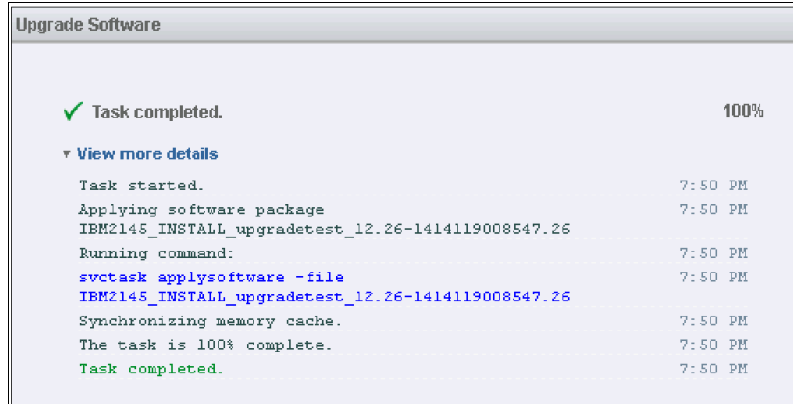 Upgrade Software
Task completed. 100%
View more details
Task started. 7:50 PM
Applying software package 7:50 PM
IBM2145_INSTALL_upgradetest_12.26-1414119008547.26
Running command: 7:50 PM
svctask applysoftware -file 7:50 PM
IBM2145_INSTALL_upgradetest_12.26-1414119008547.26
Synchronizing memory cache. 7:50 PM
The task is 100% complete. 7:50 PM
Task completed. 7:50 PM